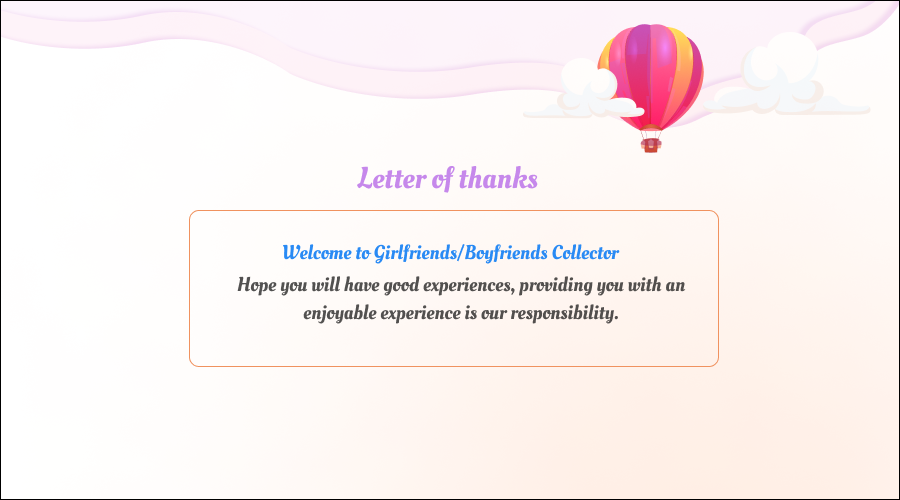 Letter of thanks
Welcome to Girlfriends/Boyfriends Collector
Hope you will have good experiences, providing you with an
enjoyable experience is our responsibility.